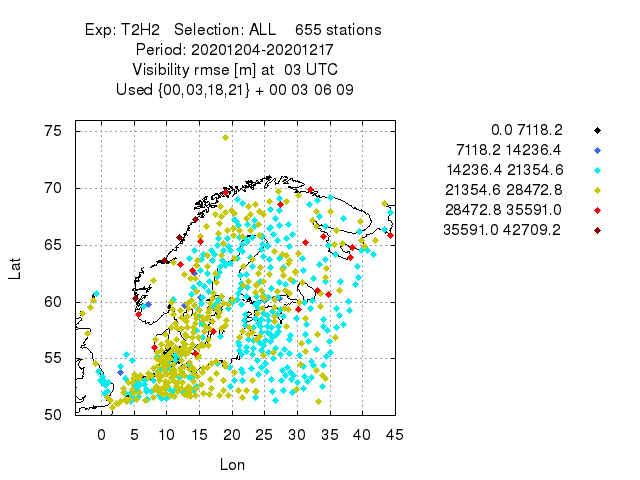 Exp: T2H2 Selection: ALL 655 stations
Period: 20201204-20201217
Visibility rmse [m] at 03 UTC
Used {00,03,18,21} + 00 03 06 09
0.0 7118.2
7118.2 14236.4
14236.4 21354.6
21354.6 28472.8
28472.8 35591.0
35591.0 42709.2
75
70
65
60
55
50
Lat
0 5 10 15 20 25 30 35 40 45
Lon